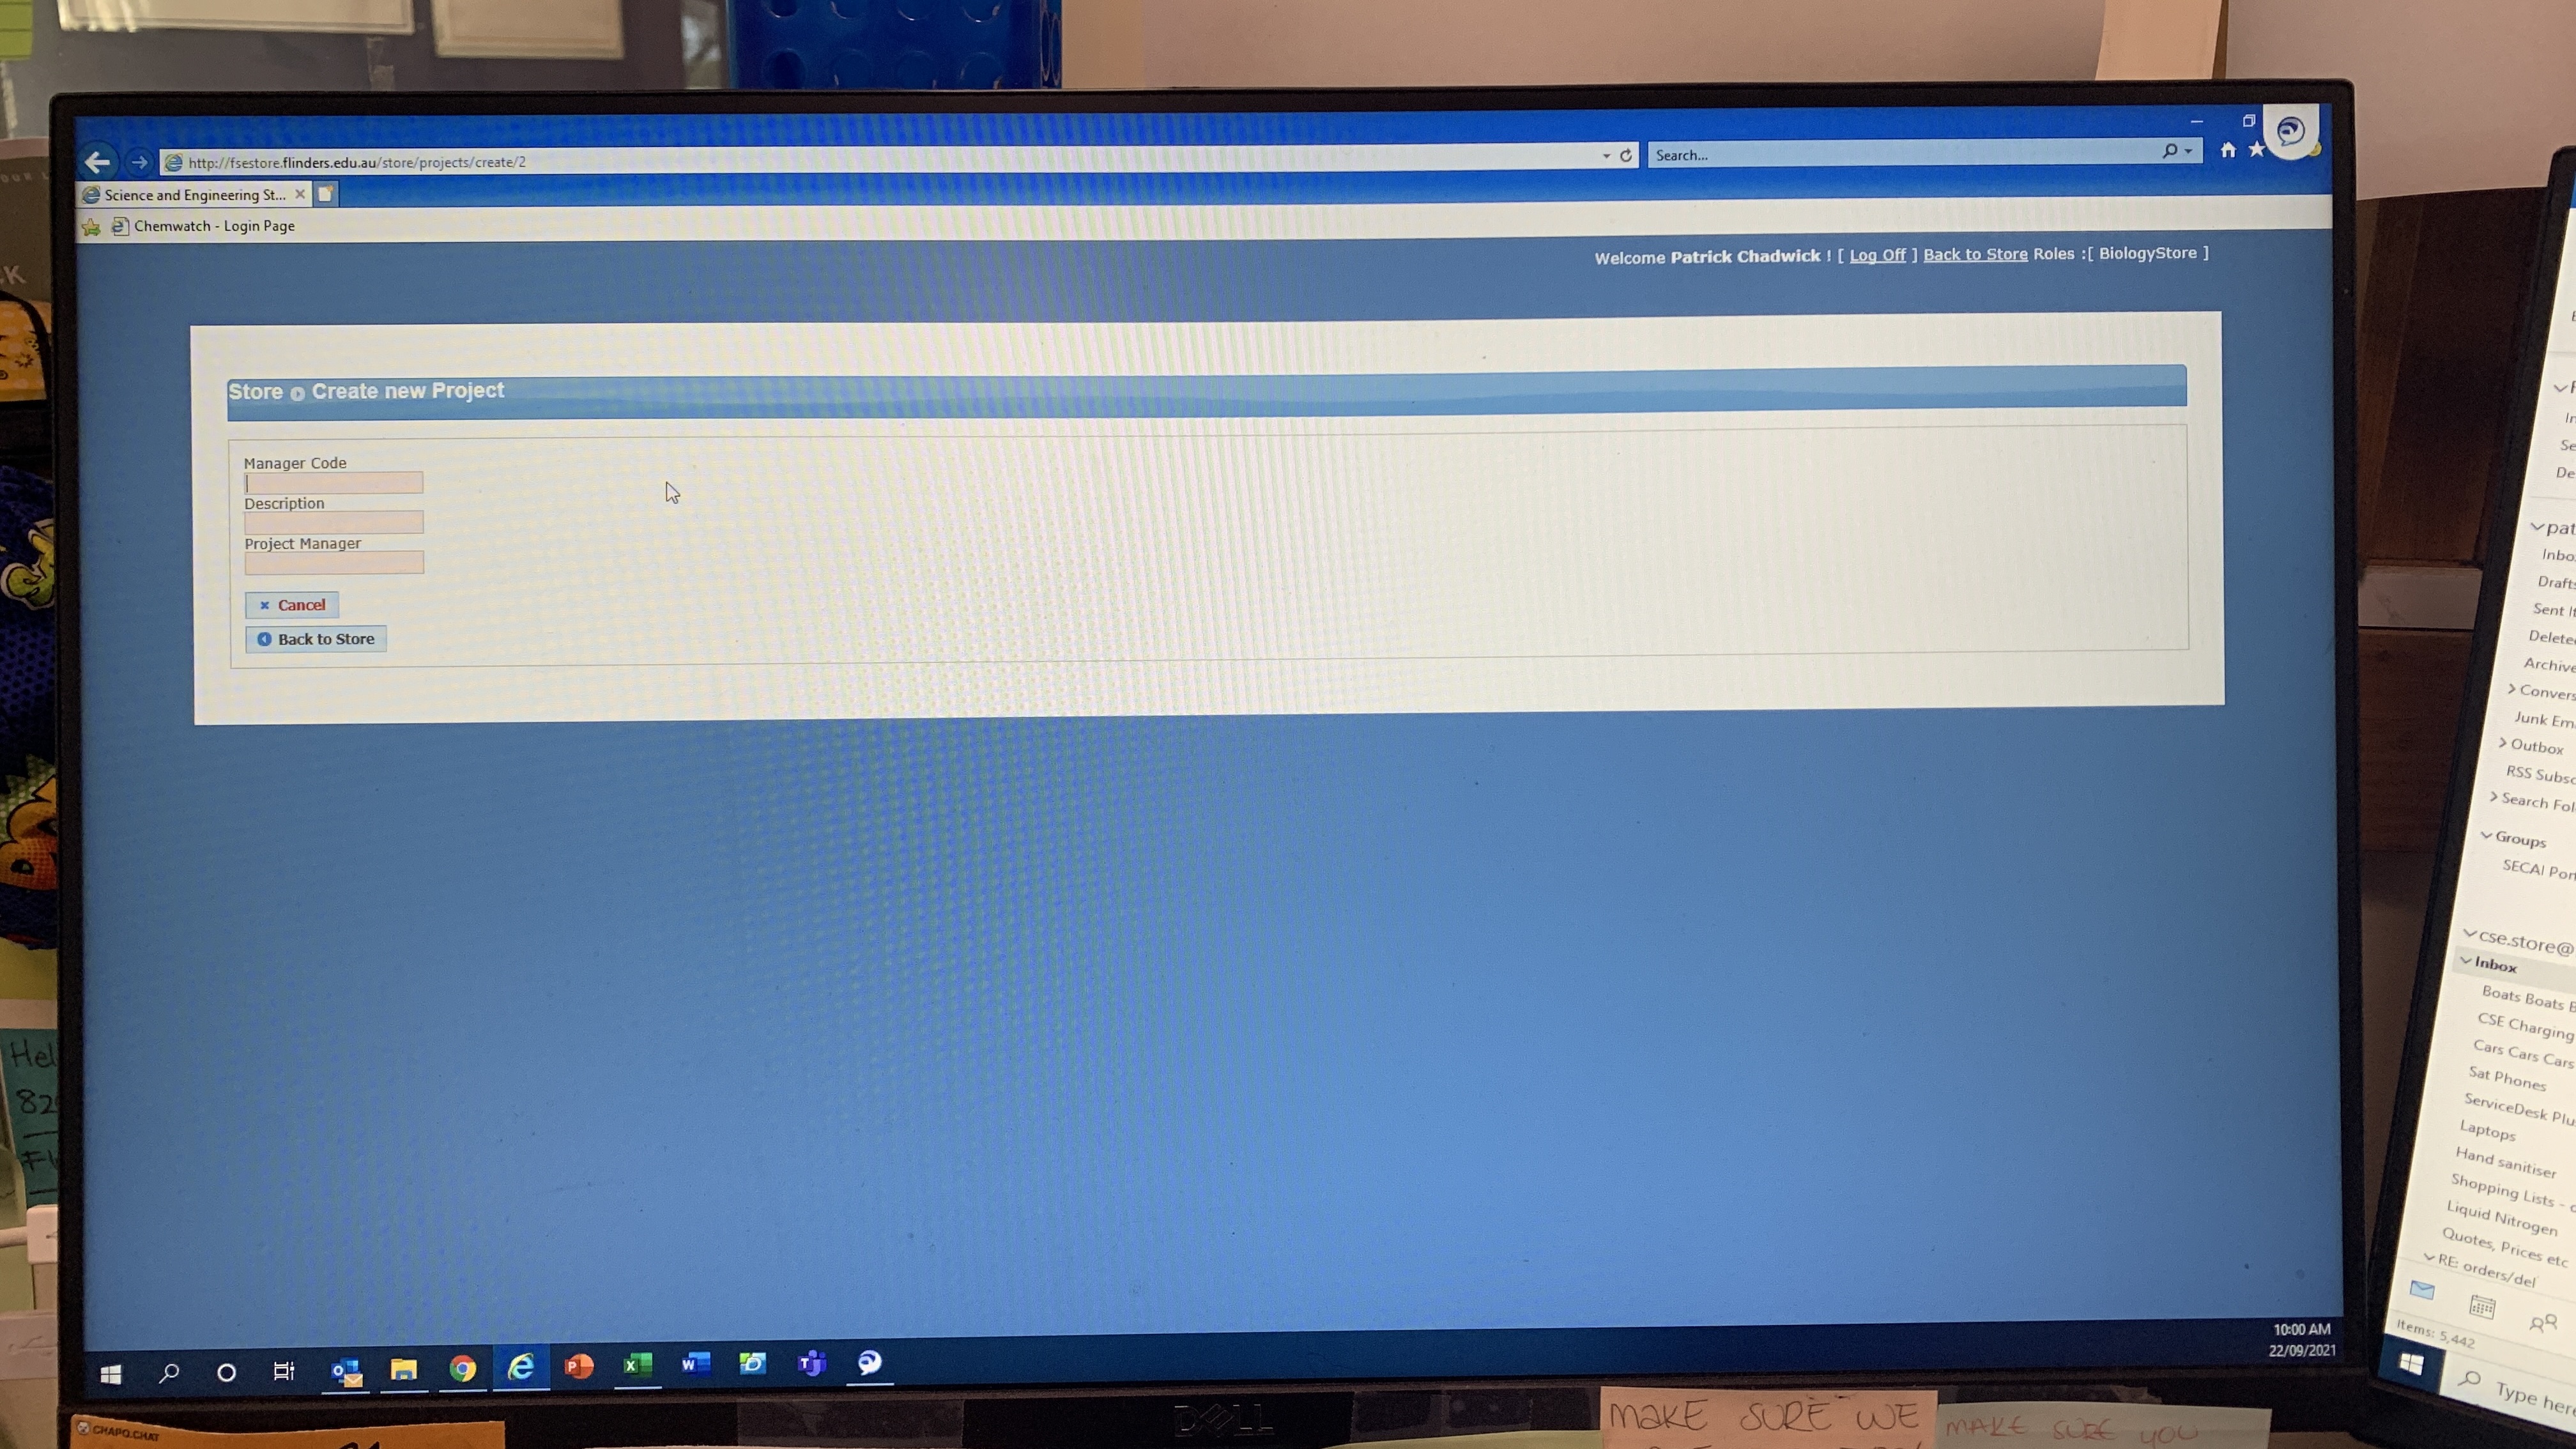 http://fsestore.flinders.edu.au/store/projects/create/2
Search...
Science and Engineering St...
Chemwatch - Login Page
Welcome Patrick Chadwick ! [ Log Off ] Back to Store Roles :[ BiologyStore ]
Store Create new Project
Manager Code
Description
Project Manager
Cancel
Back to Store
10:00 AM
22/09/2021
DELL
CHAPO.CHAT
MAKE SURE WE
MAKE SURE YOU
Inbo
Drafts
Sent It
Delete
Archive
Convers
Junk Em
Outbox
RSS Subsc
Search Fol
Groups
SECAI Pon
cse.store@
Inbox
Boats Boats B
CSE Charging
Cars Cars Cars
Sat Phones
ServiceDesk Plu
Laptops
Hand sanitiser
Shopping Lists -
Liquid Nitrogen
Quotes, Prices etc
RE: orders/del
Items: 5,442
Type here